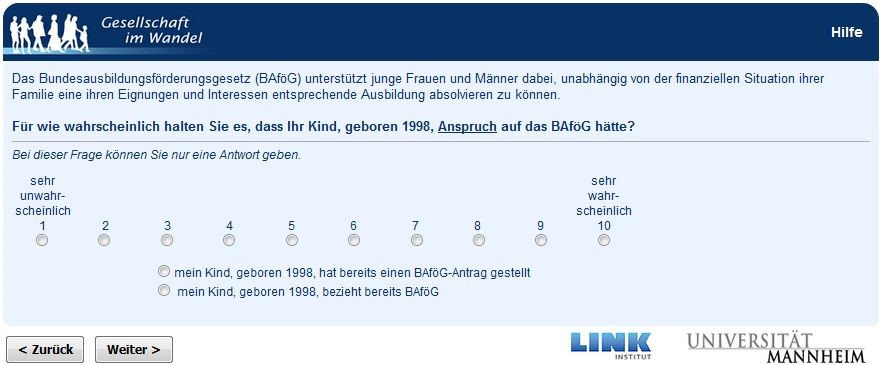 Gesellschaft
im Wandel
Hilfe
Das Bundesausbildungsförderungsgesetz (BAföG) unterstützt junge Frauen und Männer dabei, unabhängig von der finanziellen Situation ihrer
Familie eine ihren Eignungen und Interessen entsprechende Ausbildung absolvieren zu können.
Für wie wahrscheinlich halten Sie es, dass Ihr Kind, geboren 1998, Anspruch auf das BAföG hätte?
Bei dieser Frage können Sie nur eine Antwort geben.
sehr
unwahr-
scheinlich
sehr
wahr-
scheinlich
1 2 3 4 5 6 7 8 9 10
mein Kind, geboren 1998, hat bereits einen BAföG-Antrag gestellt
mein Kind, geboren 1998, bezieht bereits BAföG
< Zurück
Weiter >
LINK
INSTITUT
UNIVERSITÄT
MANNHEIM